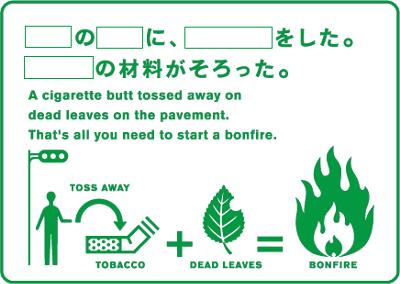 の に、 をした。
の材料がそろった。
A cigarette butt tossed away on
dead leaves on the pavement.
That's all you need to start a bonfire.
TOSS AWAY
TOBACCO
DEAD LEAVES
BONFIRE